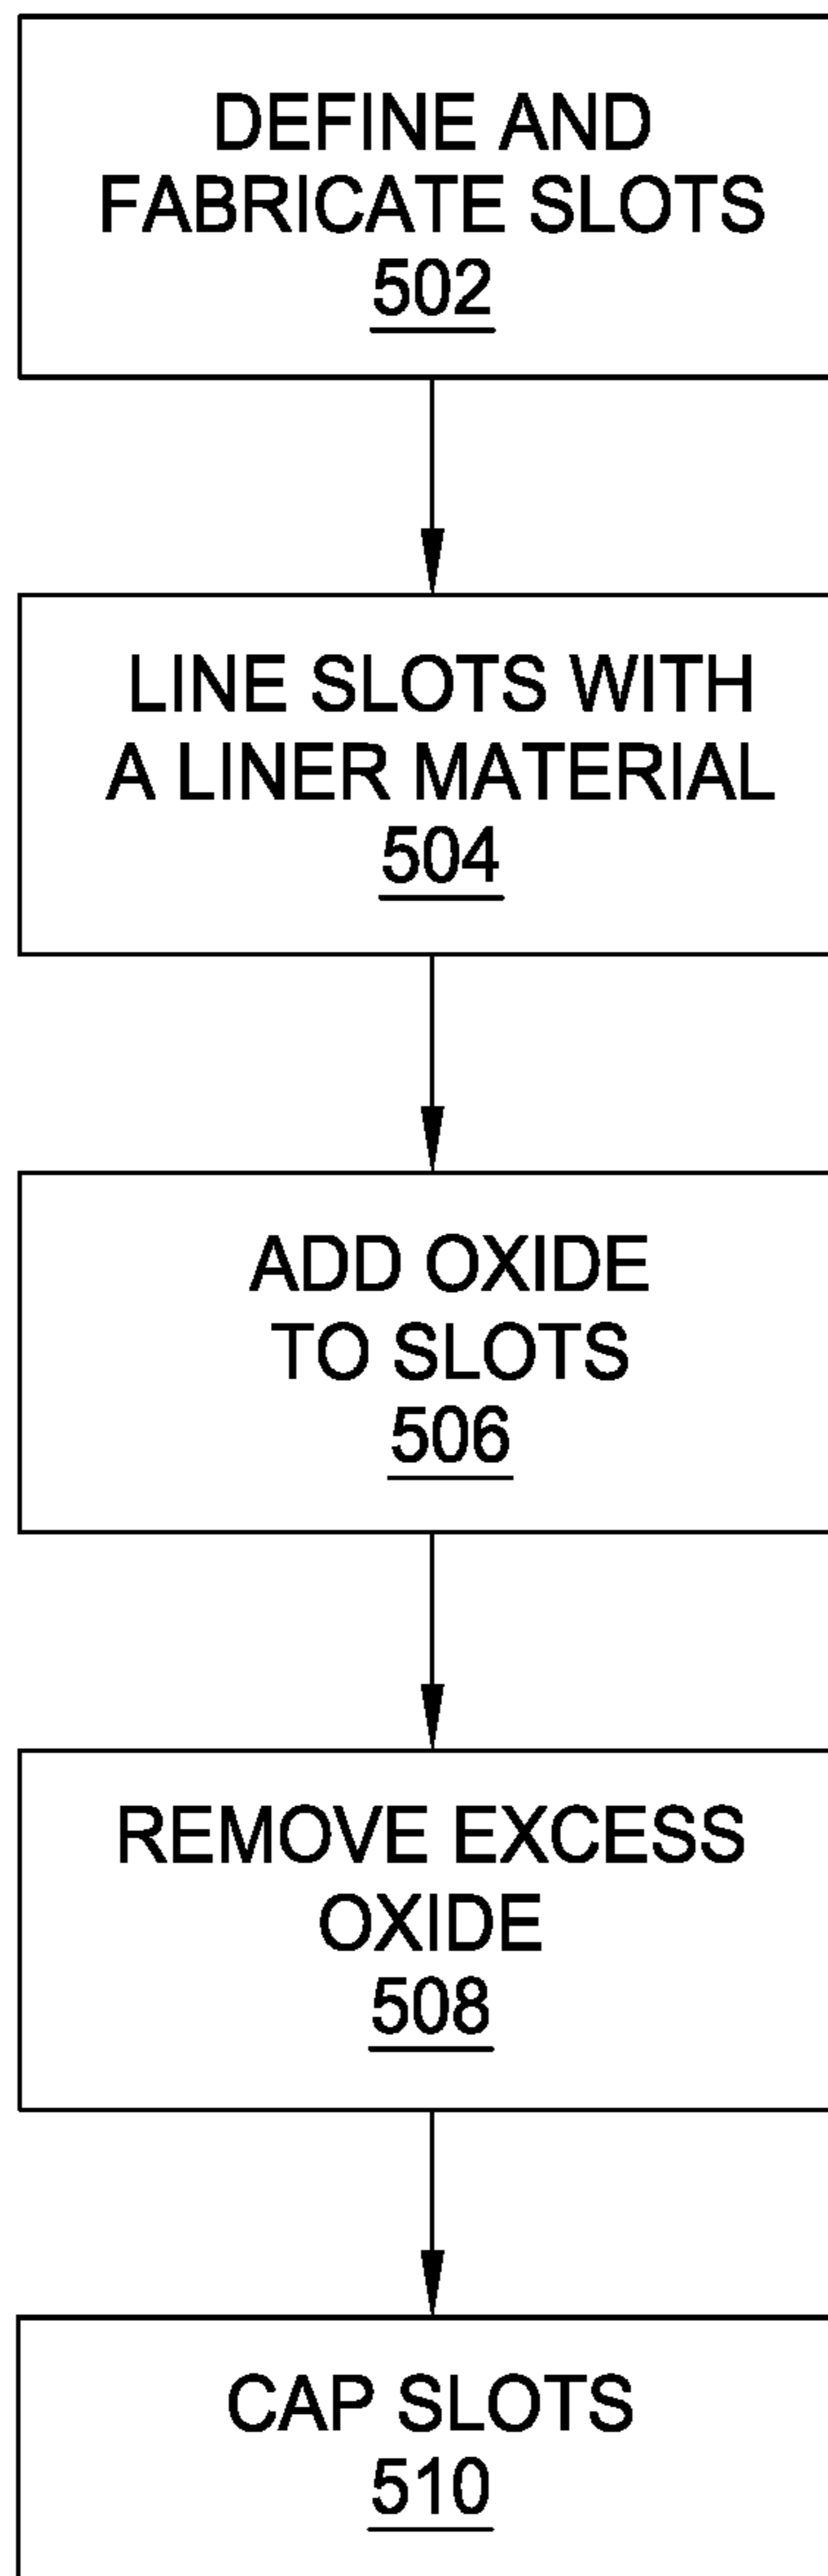 DEFINE AND
FABRICATE SLOTS
502
LINE SLOTS WITH
A LINER MATERIAL
504
ADD OXIDE
TO SLOTS
506
REMOVE EXCESS
OXIDE
508
CAP SLOTS
510